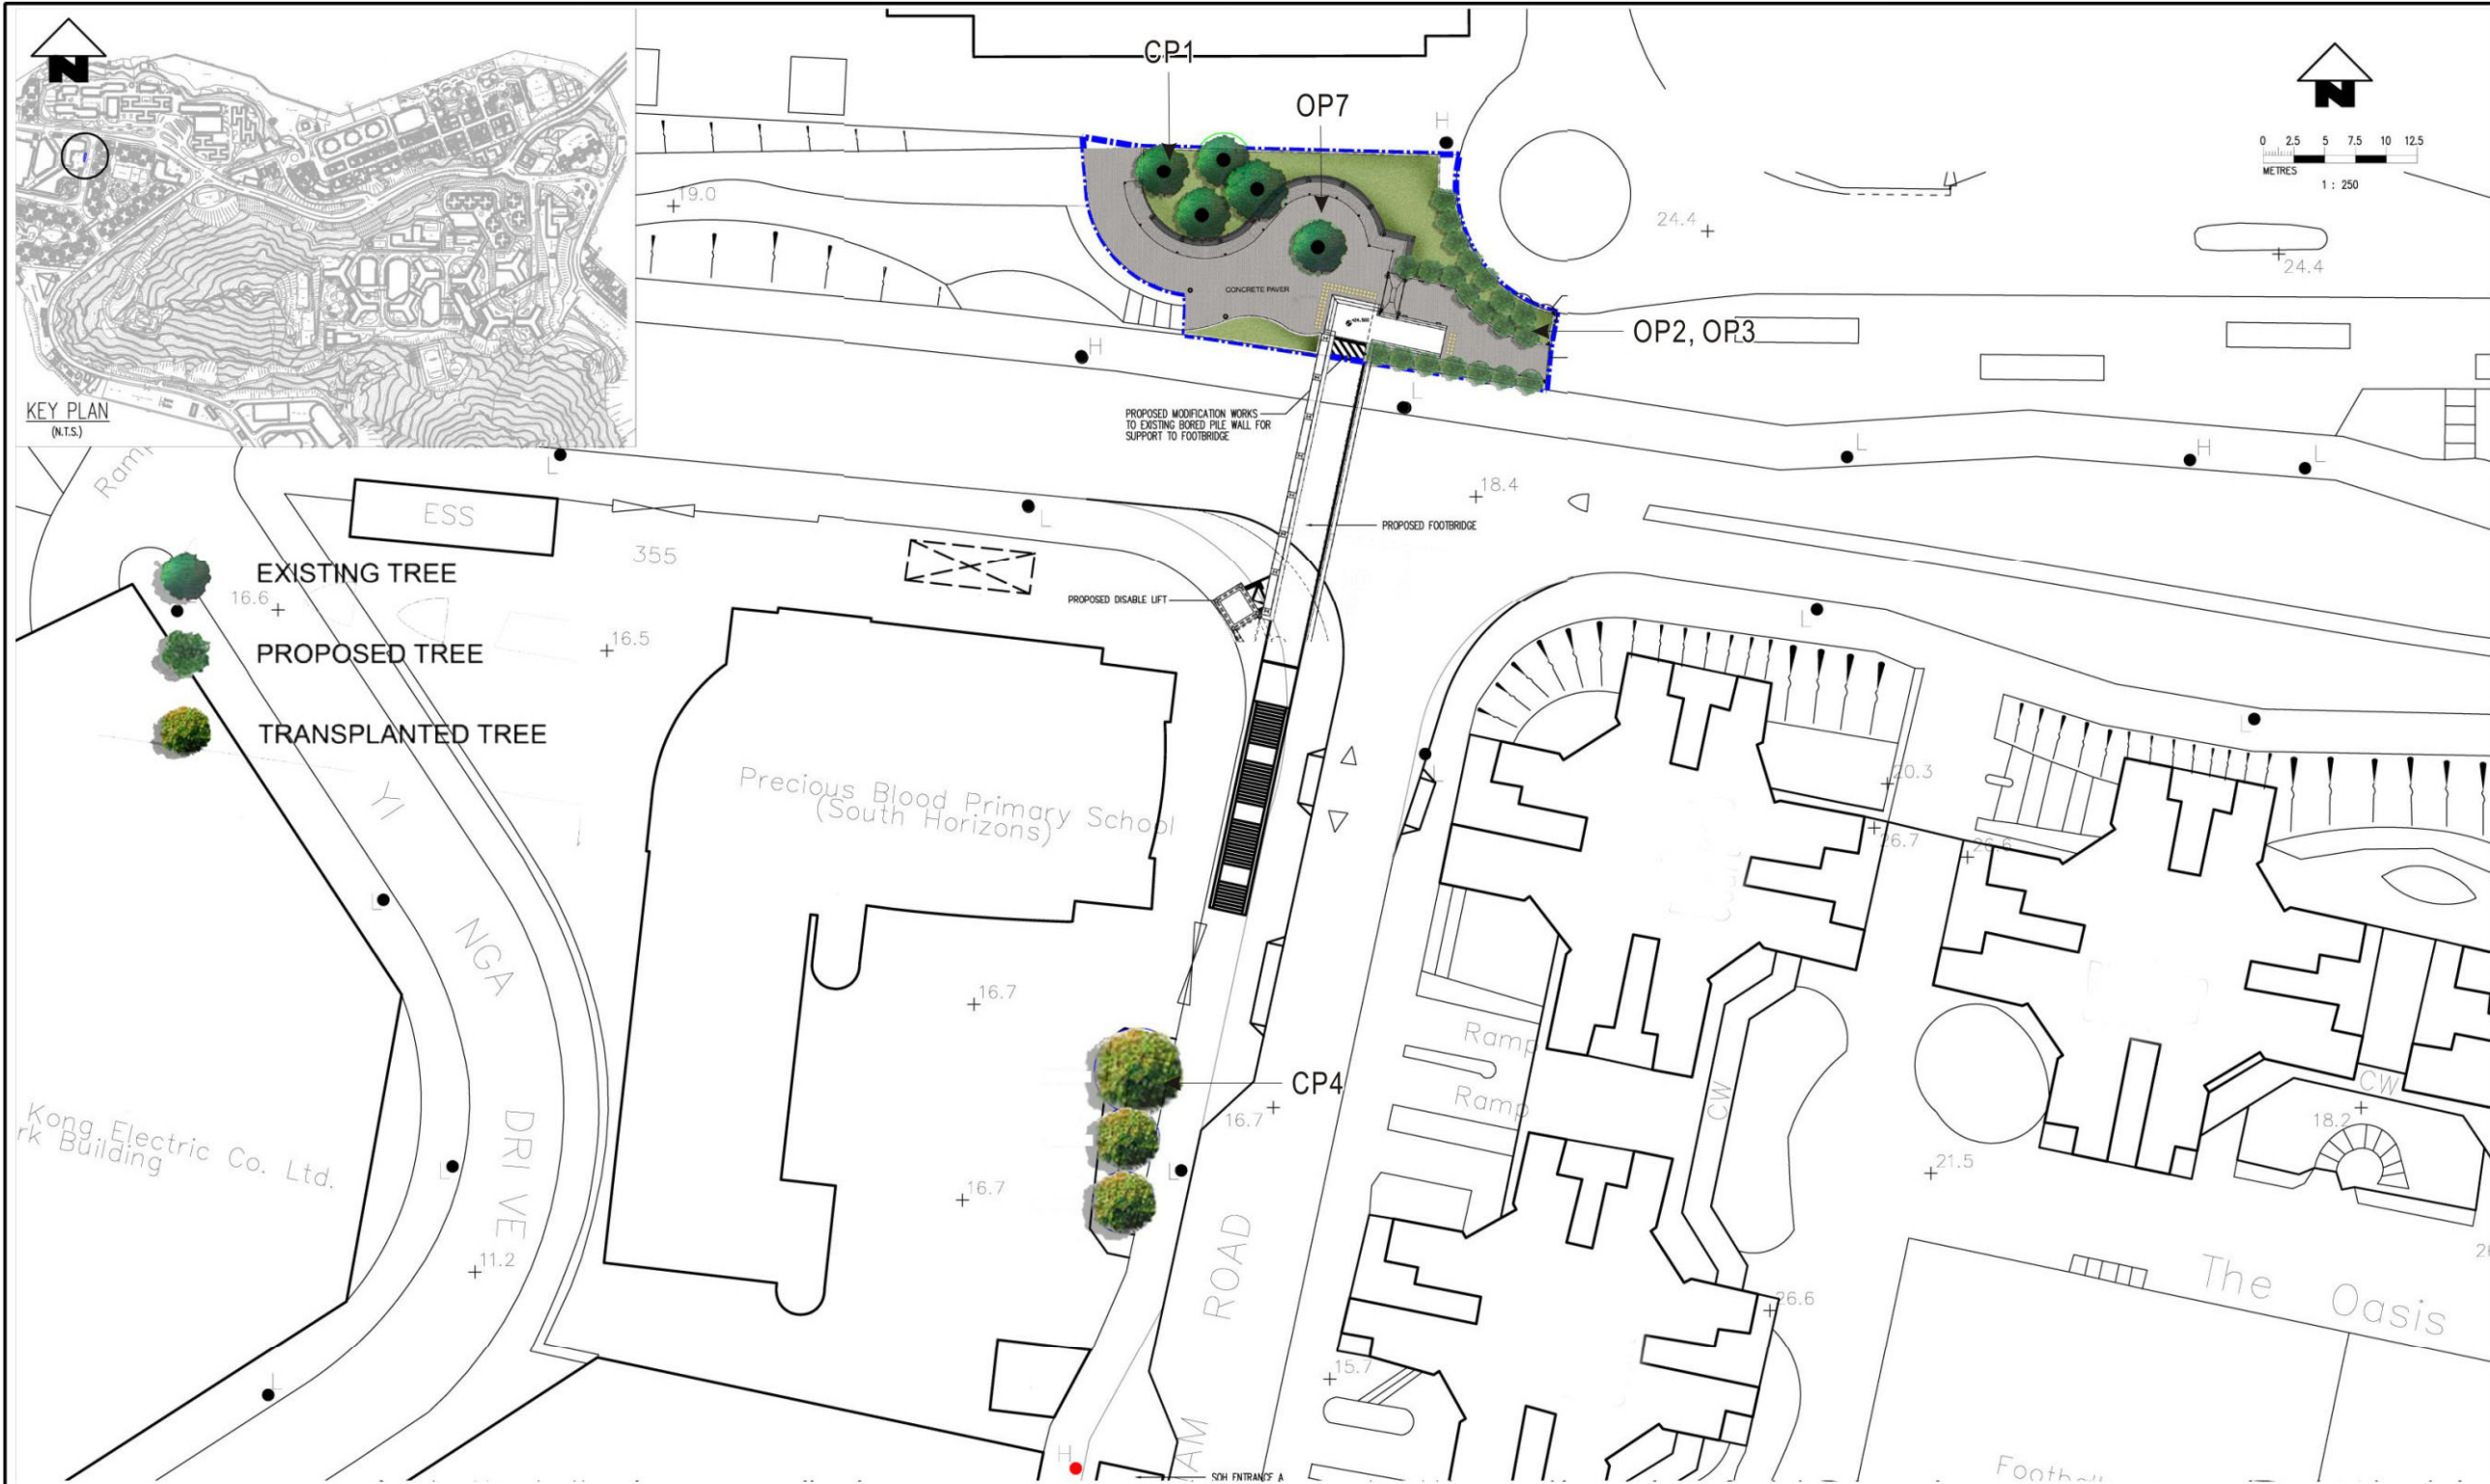 N
KEY PLAN
(N.T.S.)
CP1
OP7
H
N
0 2.5 5 7.5 10 12.5
METRES
1 : 250
19.0
24.4
24.4
CONCRETE PAVER
OP2, OP3
H
L
PROPOSED MODIFICATION WORKS
TO EXISTING BORED PILE WALL FOR
SUPPORT TO FOOTBRIDGE
L
H
L
L
L
18.4
PROPOSED FOOTBRIDGE
ESS
355
EXISTING TREE
16.6
PROPOSED DISABLE LIFT
L
16.5
PROPOSED TREE
TRANSPLANTED TREE
L
L
20.3
26.7
26.6
YI
NGA
DRIVE
Precious Blood Primary School
(South Horizons)
L
16.7
Ramp
Ramp
CW
CP4
16.7
CW
18.2
Kong Electric Co. Ltd.
rk Building
L
16.7
L
21.5
11.2
ROAD
The Oasis
26.6
15.7
L
AM
H
SOH ENTRANCE A